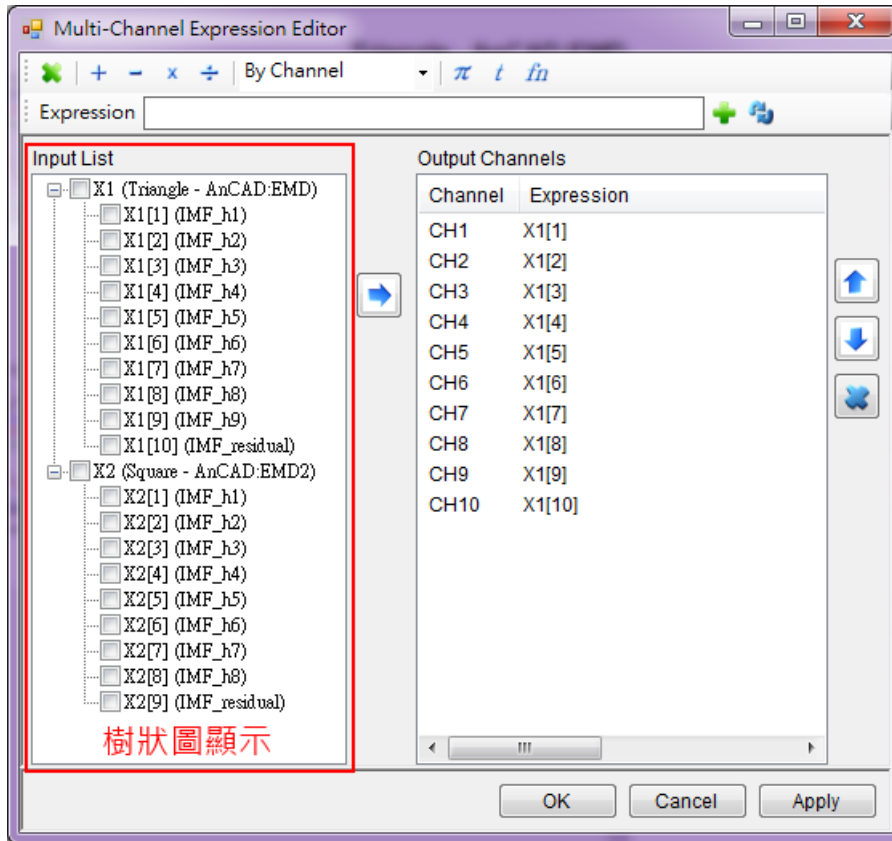 Multi-Channel Expression Editor
+ − x ÷ By Channel π t fn
Expression
Input List
X1 (Triangle - AnCAD:EMD)
X1[1] (IMF_h1)
X1[2] (IMF_h2)
X1[3] (IMF_h3)
X1[4] (IMF_h4)
X1[5] (IMF_h5)
X1[6] (IMF_h6)
X1[7] (IMF_h7)
X1[8] (IMF_h8)
X1[9] (IMF_h9)
X1[10] (IMF_residual)
X2 (Square - AnCAD:EMD2)
X2[1] (IMF_h1)
X2[2] (IMF_h2)
X2[3] (IMF_h3)
X2[4] (IMF_h4)
X2[5] (IMF_h5)
X2[6] (IMF_h6)
X2[7] (IMF_h7)
X2[8] (IMF_h8)
X2[9] (IMF_residual)
樹狀圖顯示
Output Channels
Channel Expression
CH1 X1[1]
CH2 X1[2]
CH3 X1[3]
CH4 X1[4]
CH5 X1[5]
CH6 X1[6]
CH7 X1[7]
CH8 X1[8]
CH9 X1[9]
CH10 X1[10]
OK Cancel Apply